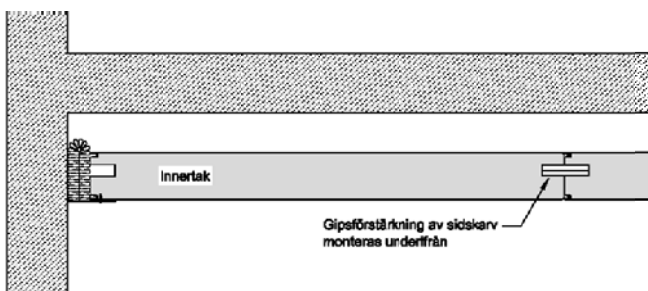 Innertak
Gipsförstärkning av sidskarv
monteras underifrån